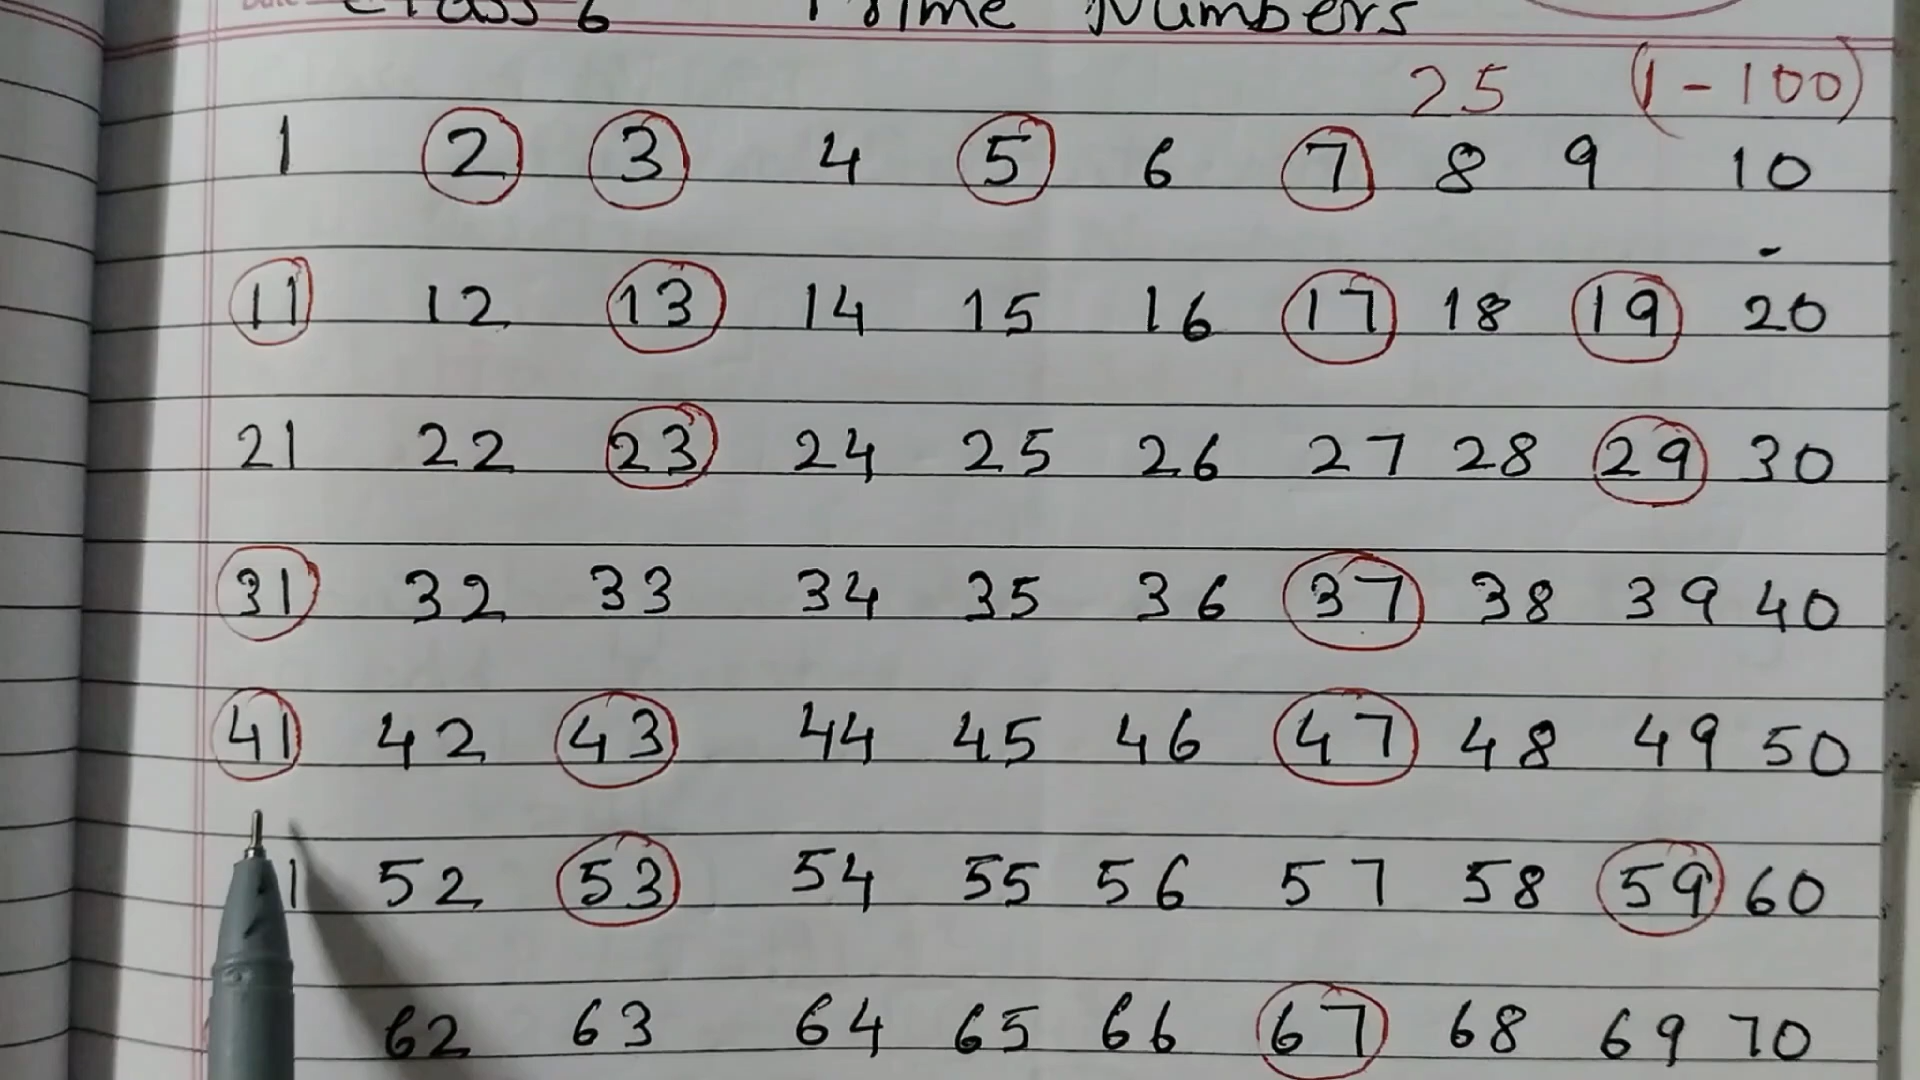 Class 6 Prime Numbers
25 (1-100)
1 2 3 4 5 6 7 8 9 10
11 12 13 14 15 16 17 18 19 20
21 22 23 24 25 26 27 28 29 30
31 32 33 34 35 36 37 38 39 40
41 42 43 44 45 46 47 48 49 50
52 53 54 55 56 57 58 59 60
62 63 64 65 66 67 68 69 70